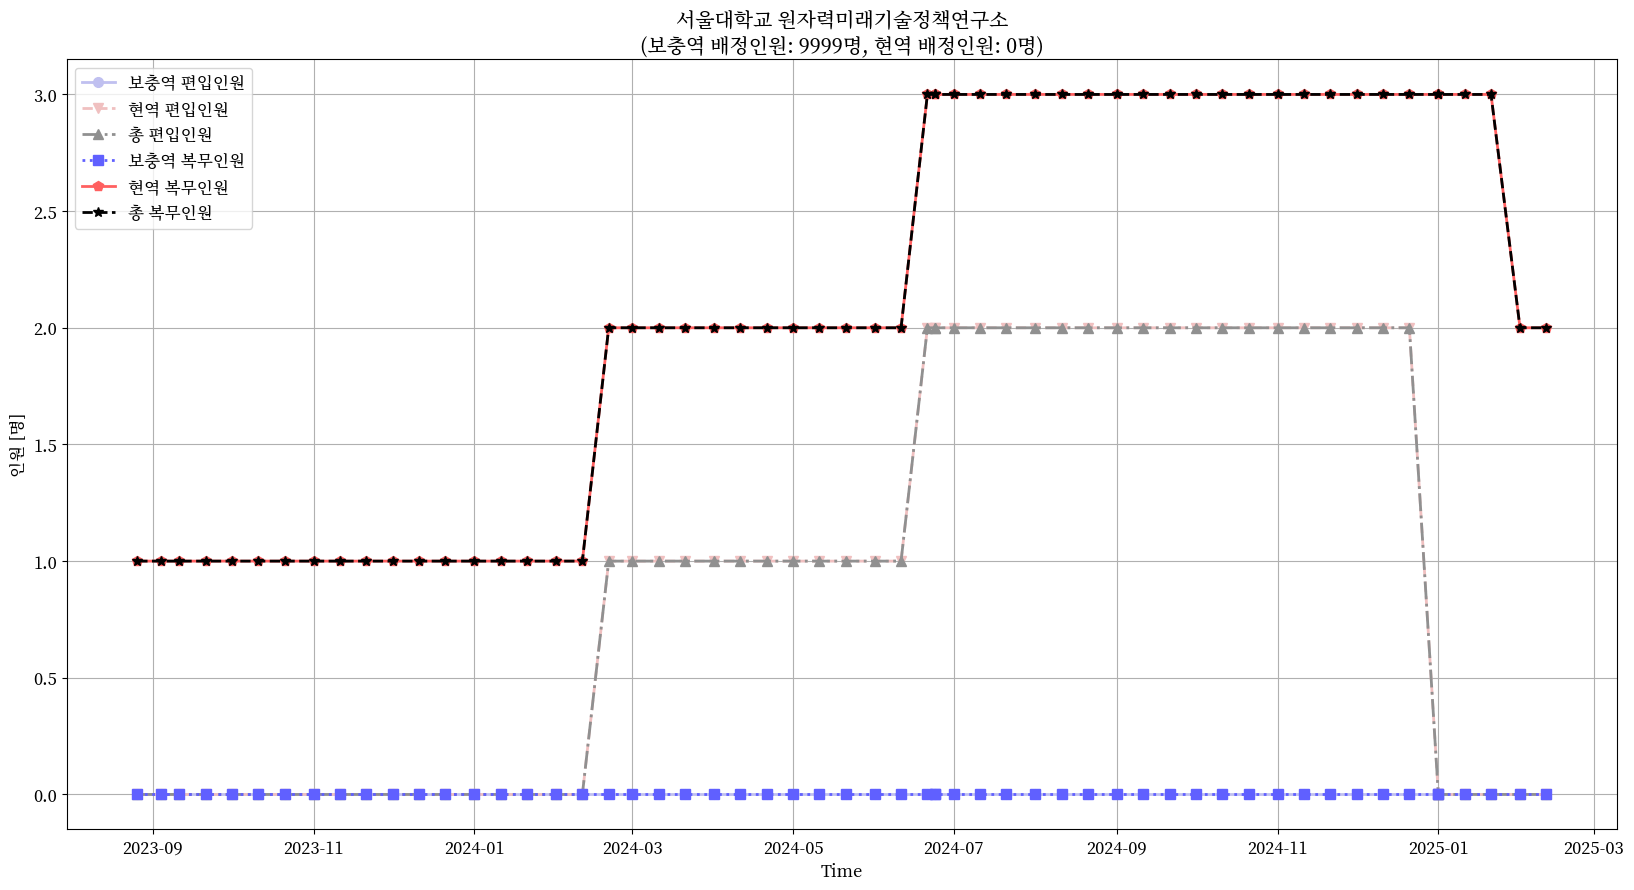 서울대학교 원자력미래기술정책연구소
(보충역 배정인원: 9999명, 현역 배정인원: 0명)
보충역 편입인원
현역 편입인원
총 편입인원
보충역 복무인원
현역 복무인원
총 복무인원
3.0
2.5
2.0
1.5
1.0
0.5
0.0
인원 [명]
2023-09
2023-11
2024-01
2024-03
2024-05
2024-07
2024-09
2024-11
2025-01
2025-03
Time